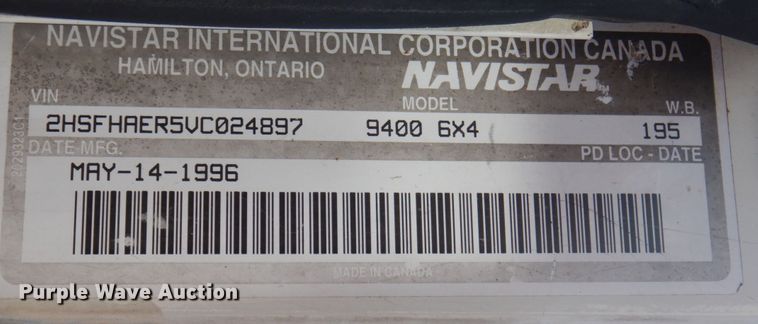 NAVISTAR INTERNATIONAL CORPORATION CANADA
HAMILTON, ONTARIO NAVISTAR
VIN MODEL W.B.
2HSFHAER5VC024897 9400 6X4 195
DATE MFG. PD LOC - DATE
MAY-14-1996
MADE IN CANADA
Purple Wave Auction